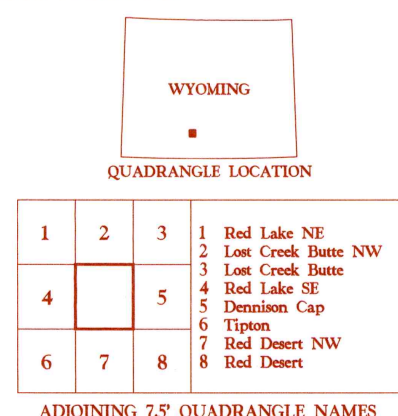 WYOMING
QUADRANGLE LOCATION
1 2 3
4 5
6 7 8
1 Red Lake NE
2 Lost Creek Butte NW
3 Lost Creek Butte
4 Red Lake SE
5 Dennison Cap
6 Tipton
7 Red Desert NW
8 Red Desert
ADJOINING 7.5' QUADRANGLE NAMES